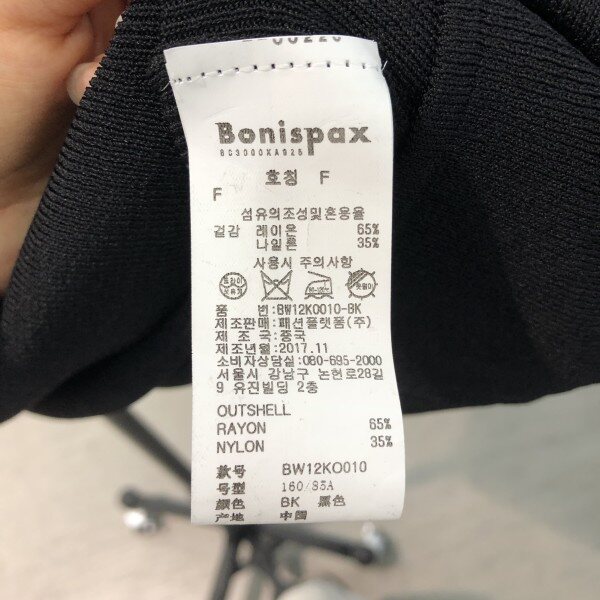 Bonispax
호칭 F
F
섬유의조성및혼용율
겉감 레이온 65%
나일론 35%
사용시 주의사항
드라이
품 번:BW12K0010-BK
제조판매:패션플랫폼(주)
제 조 국:중국
제조년월:2017.11
소비자상담실:080-695-2000
서울시 강남구 논현로28길
9 유진빌딩 2층
OUTSHELL
RAYON 65%
NYLON 35%
款号 BW12KO010
号型 160/85A
颜色 BK 黑色
产地 中国